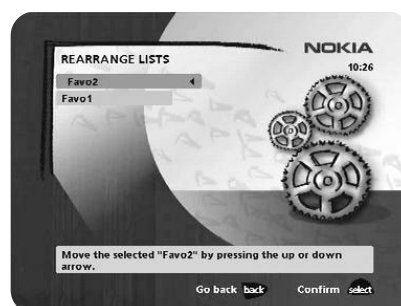 NOKIA
REARRANGE LISTS
10:26
Favo2
Favo1
Move the selected "Favo2" by pressing the up or down
arrow.
Go back back Confirm select